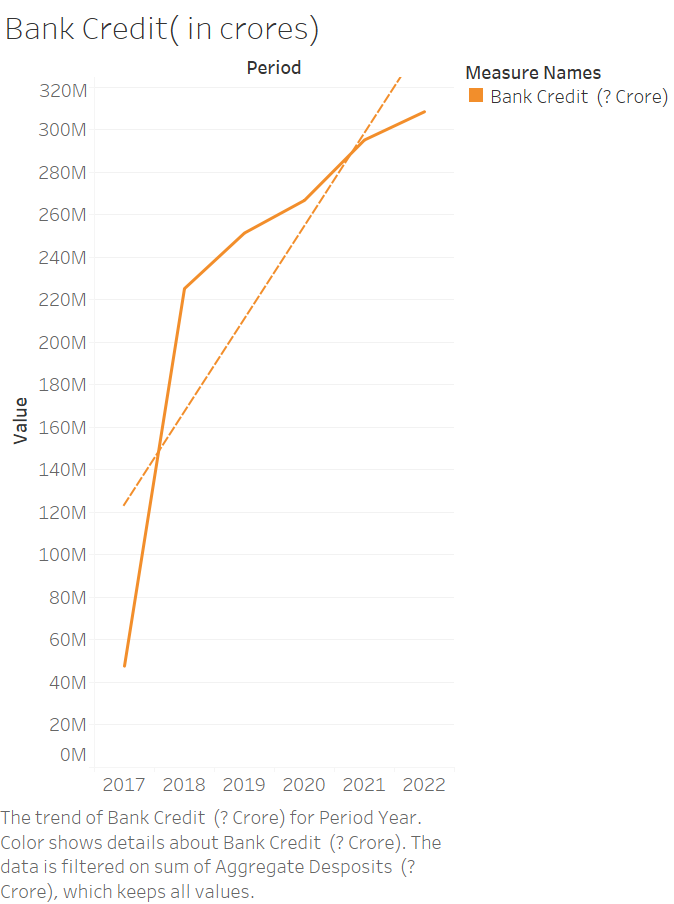 Bank Credit( in crores)
Period
Measure Names
Bank Credit  (? Crore)
320M
300M
280M
260M
240M
220M
200M
180M
160M
140M
120M
100M
80M
60M
40M
20M
0M
Value
2017 2018 2019 2020 2021 2022
The trend of Bank Credit  (? Crore) for Period Year.
Color shows details about Bank Credit  (? Crore). The
data is filtered on sum of Aggregate Desposits  (?
Crore), which keeps all values.